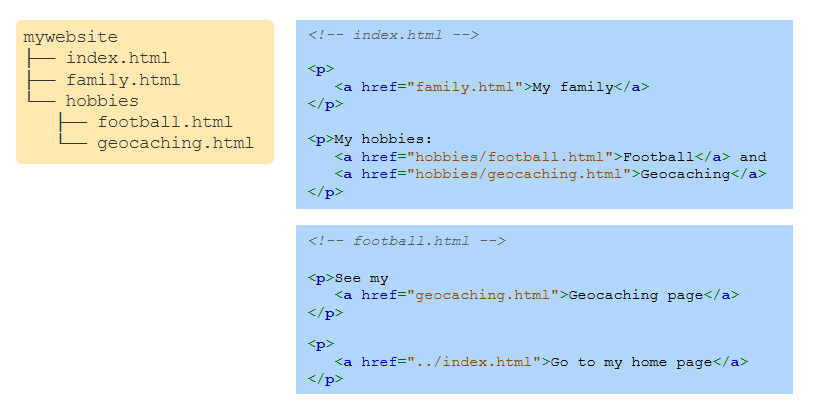 mywebsite
├── index.html
├── family.html
└── hobbies
    ├── football.html
    └── geocaching.html
<!-- index.html -->
<p>
   <a href="family.html">My family</a>
</p>
<p>My hobbies:
   <a href="hobbies/football.html">Football</a> and
   <a href="hobbies/geocaching.html">Geocaching</a>
</p>
<!-- football.html -->
<p>See my
   <a href="geocaching.html">Geocaching page</a>
</p>
<p>
   <a href="../index.html">Go to my home page</a>
</p>